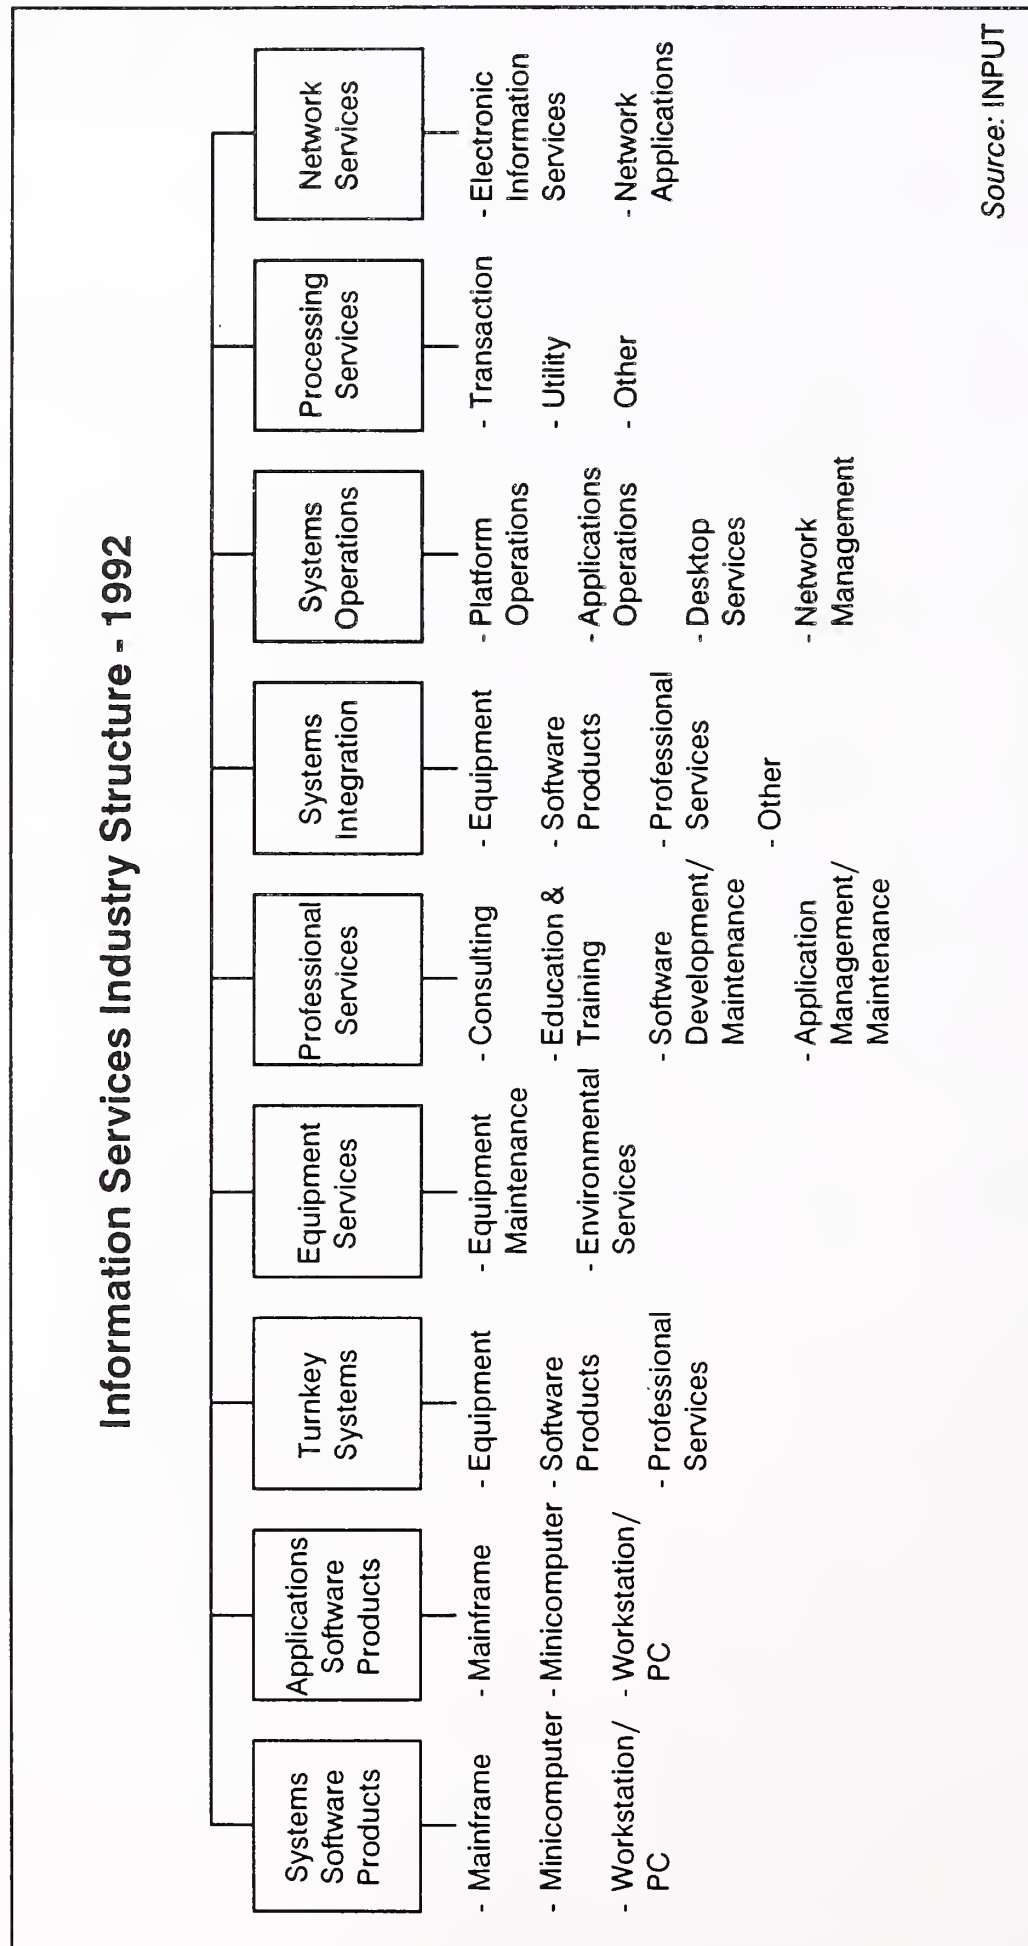 Information Services Industry Structure - 1992
Systems
Software
Products
- Mainframe
- Minicomputer
- Workstation/
PC
Applications
Software
Products
- Mainframe
- Minicomputer
- Workstation/
PC
Turnkey
Systems
- Equipment
- Software
Products
- Professional
Services
Equipment
Services
- Equipment
Maintenance
- Environmental
Services
Professional
Services
- Consulting
- Education &
Training
- Software
Development/
Maintenance
- Application
Management/
Maintenance
Systems
Integration
- Equipment
- Software
Products
- Professional
Services
- Other
Systems
Operations
- Platform
Operations
- Applications
Operations
- Desktop
Services
- Network
Management
Processing
Services
- Transaction
- Utility
- Other
Network
Services
- Electronic
Information
Services
- Network
Applications
Source: INPUT